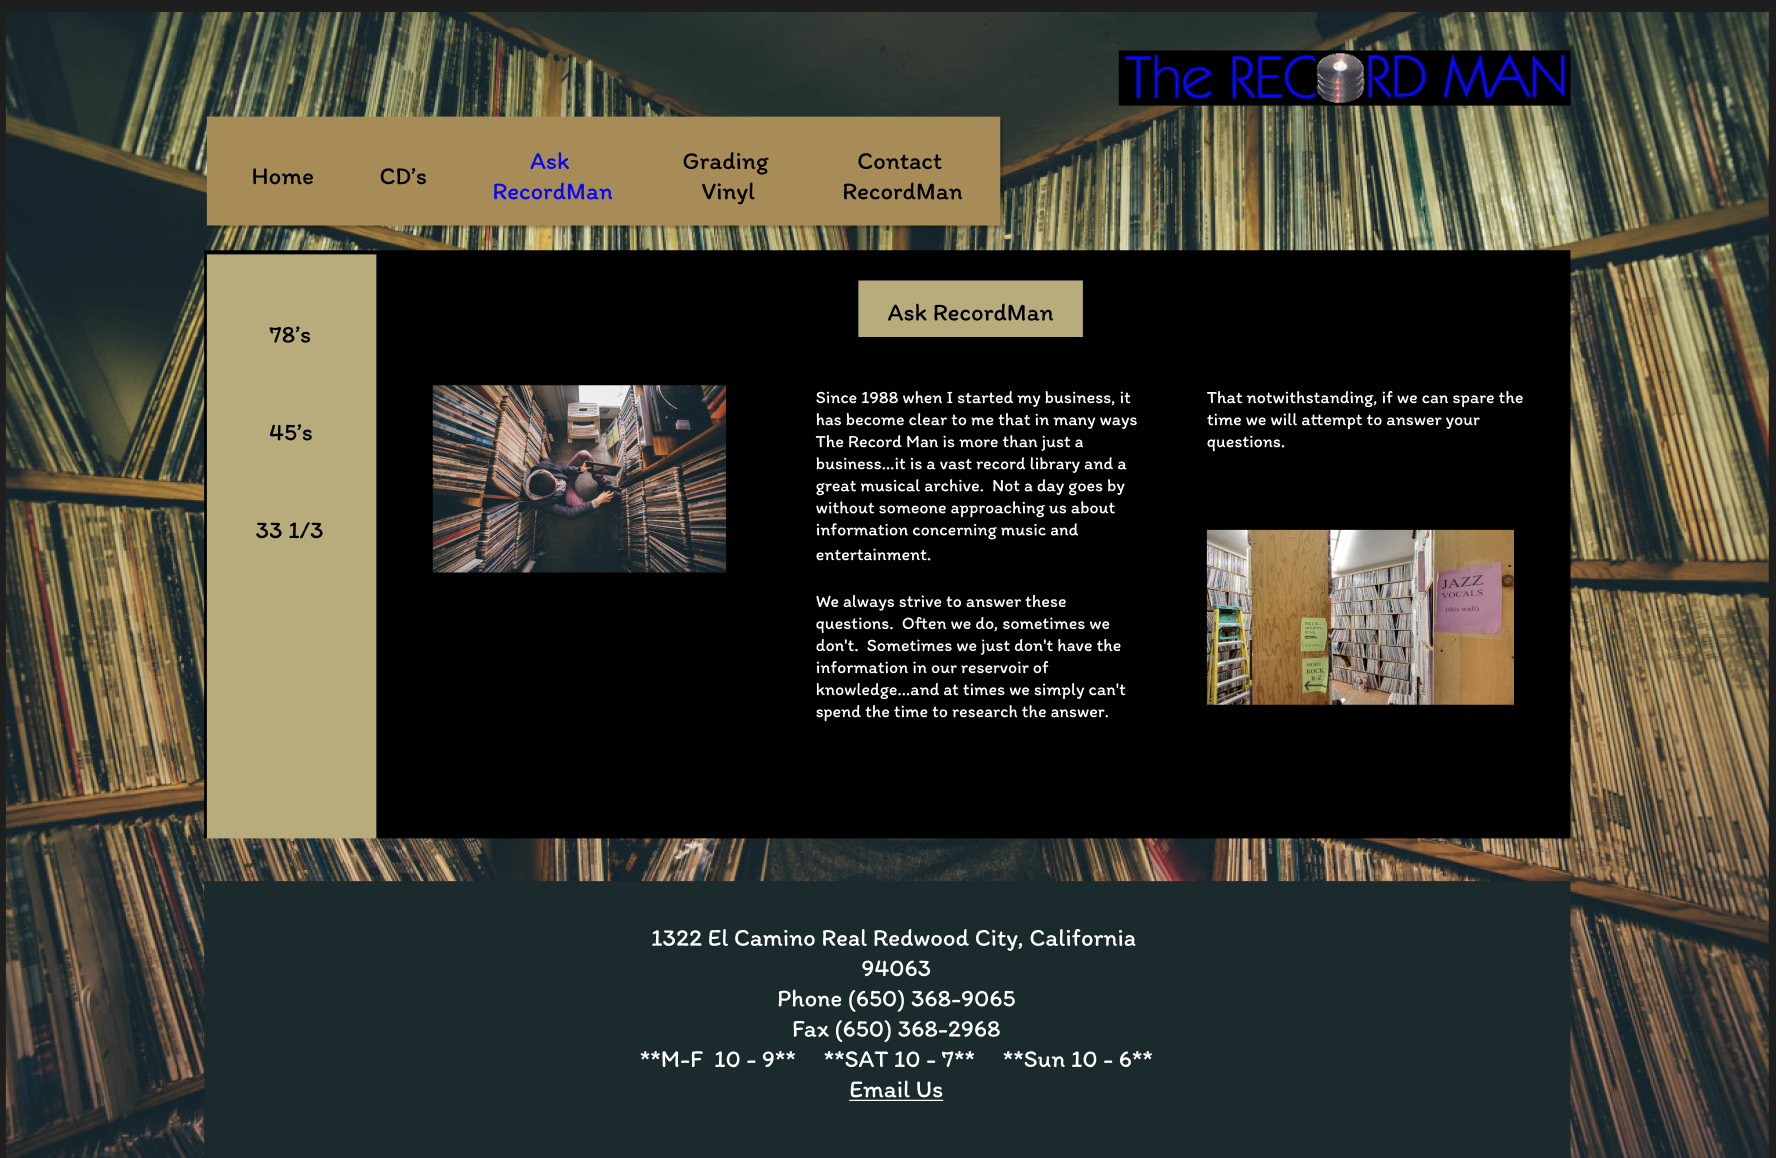 The RECORD MAN
Home
CD's
Ask
RecordMan
Grading
Vinyl
Contact
RecordMan
78's
45's
33 1/3
Ask RecordMan
Since 1988 when I started my business, it
has become clear to me that in many ways
The Record Man is more than just a
business...it is a vast record library and a
great musical archive.  Not a day goes by
without someone approaching us about
information concerning music and
entertainment.
We always strive to answer these
questions.  Often we do, sometimes we
don't.  Sometimes we just don't have the
information in our reservoir of
knowledge...and at times we simply can't
spend the time to research the answer.
That notwithstanding, if we can spare the
time we will attempt to answer your
questions.
JAZZ
VOCALS
(this wall)
METAL,
PUNK
MORE
ROCK
R-Z
1322 El Camino Real Redwood City, California
94063
Phone (650) 368-9065
Fax (650) 368-2968
**M-F  10 - 9**     **SAT 10 - 7**     **Sun 10 - 6**
Email Us